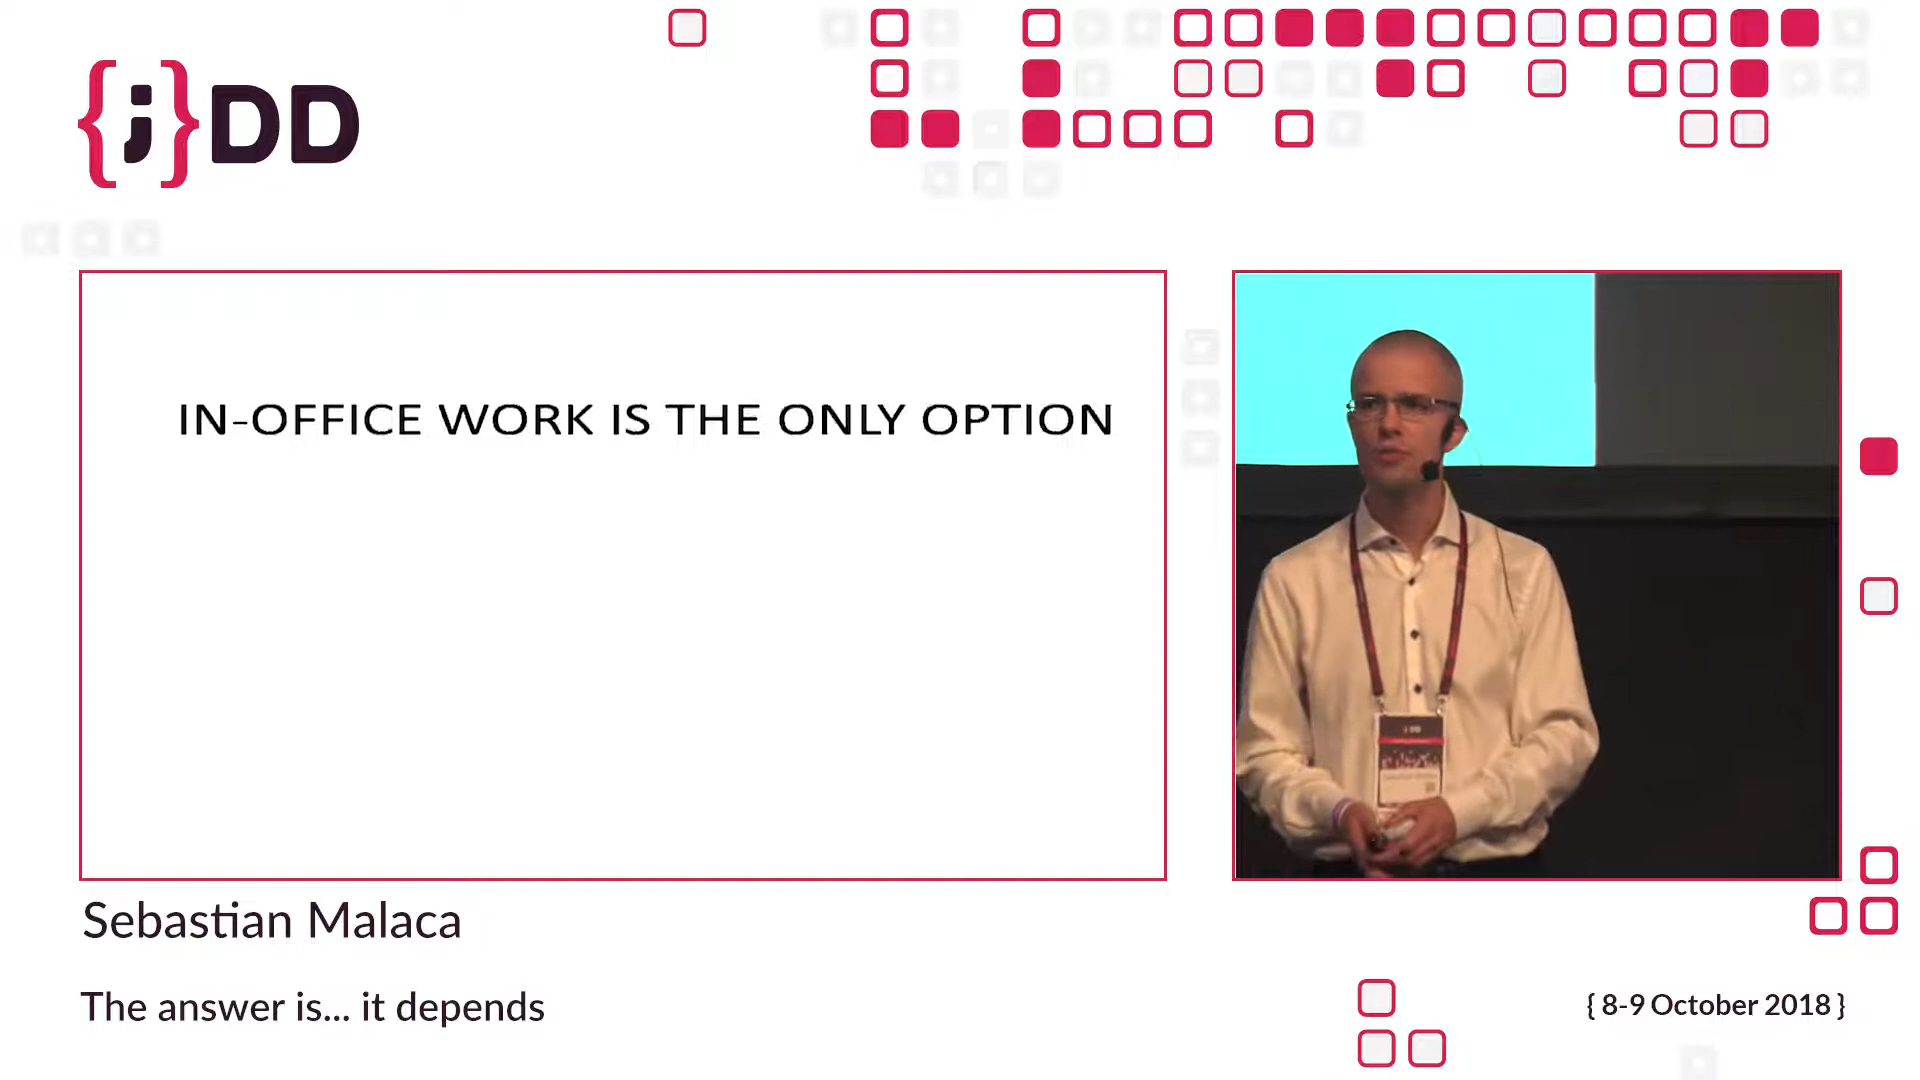 {;}DD
IN-OFFICE WORK IS THE ONLY OPTION
Sebastian Malaca
The answer is... it depends
{ 8-9 October 2018 }